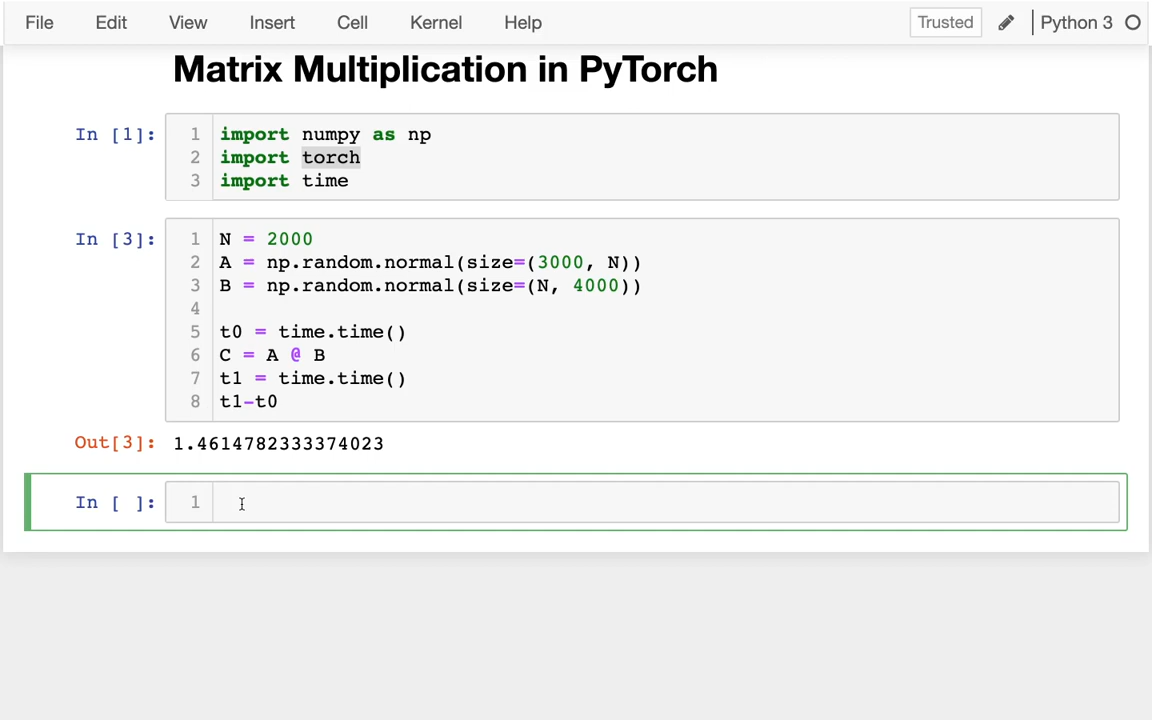 File Edit View Insert Cell Kernel Help Trusted Python 3
Matrix Multiplication in PyTorch
In [1]: 1 import numpy as np
2 import torch
3 import time
In [3]: 1 N = 2000
2 A = np.random.normal(size=(3000, N))
3 B = np.random.normal(size=(N, 4000))
4
5 t0 = time.time()
6 C = A @ B
7 t1 = time.time()
8 t1-t0
Out[3]: 1.4614782333374023
In [ ]: 1